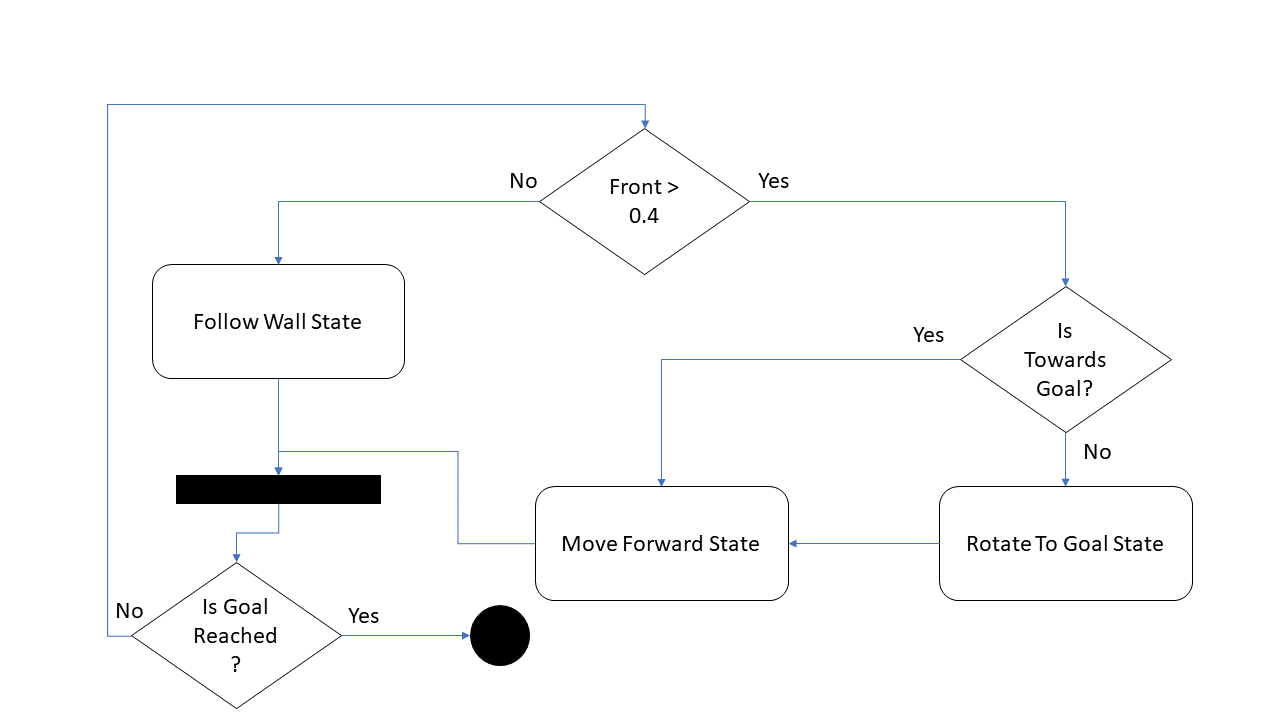 No
Yes
Front >
0.4
Follow Wall State
Yes
Is
Towards
Goal?
No
Move Forward State
Rotate To Goal State
No
Is Goal
Reached
?
Yes